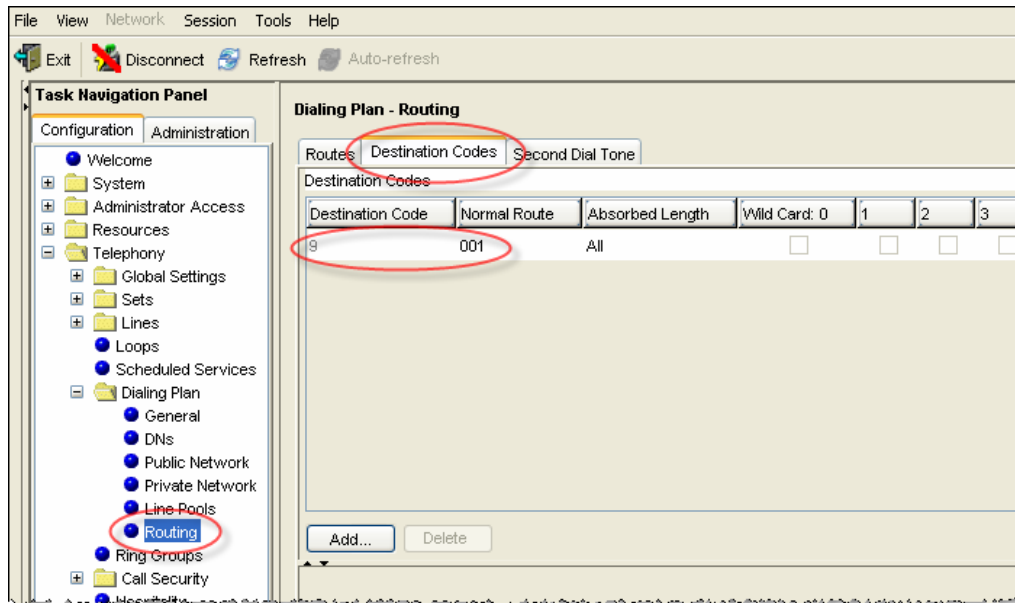 File View Network Session Tools Help
Exit Disconnect Refresh Auto-refresh
Task Navigation Panel
Configuration Administration
Welcome
System
Administrator Access
Resources
Telephony
Global Settings
Sets
Lines
Loops
Scheduled Services
Dialing Plan
General
DNs
Public Network
Private Network
Line Pools
Routing
Ring Groups
Call Security
Hospitality
Dialing Plan - Routing
Routes Destination Codes Second Dial Tone
Destination Codes
Destination Code Normal Route Absorbed Length Wild Card: 0 1 2 3
9 001 All
Add... Delete